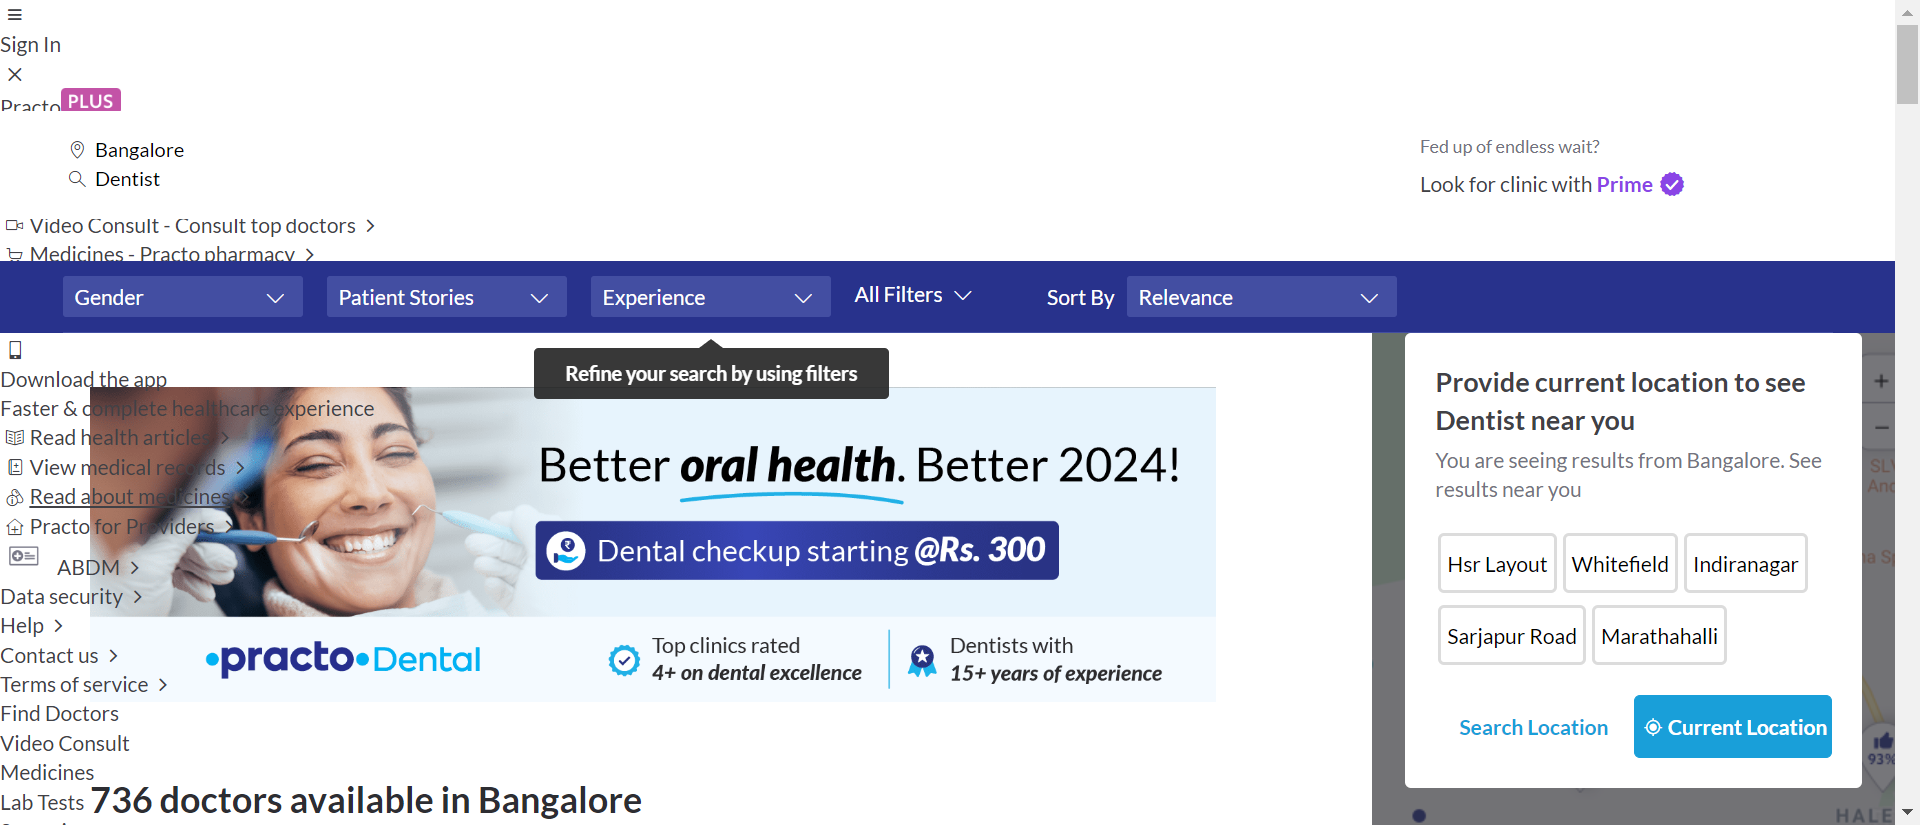 Sign In
Practo PLUS
Bangalore
Dentist
Fed up of endless wait?
Look for clinic with Prime
Video Consult - Consult top doctors
Medicines - Practo pharmacy
Gender
Patient Stories
Experience
All Filters
Sort By
Relevance
Refine your search by using filters
Download the app
Faster & complete healthcare experience
Read health articles
View medical records
Read about medicines
Practo for Providers
ABDM
Data security
Help
Contact us
Terms of service
Find Doctors
Video Consult
Medicines
Lab Tests
Better oral health. Better 2024!
Dental checkup starting @Rs. 300
practo Dental
Top clinics rated
4+ on dental excellence
Dentists with
15+ years of experience
736 doctors available in Bangalore
Provide current location to see
Dentist near you
You are seeing results from Bangalore. See
results near you
Hsr Layout
Whitefield
Indiranagar
Sarjapur Road
Marathahalli
Search Location
Current Location
93%
HALE